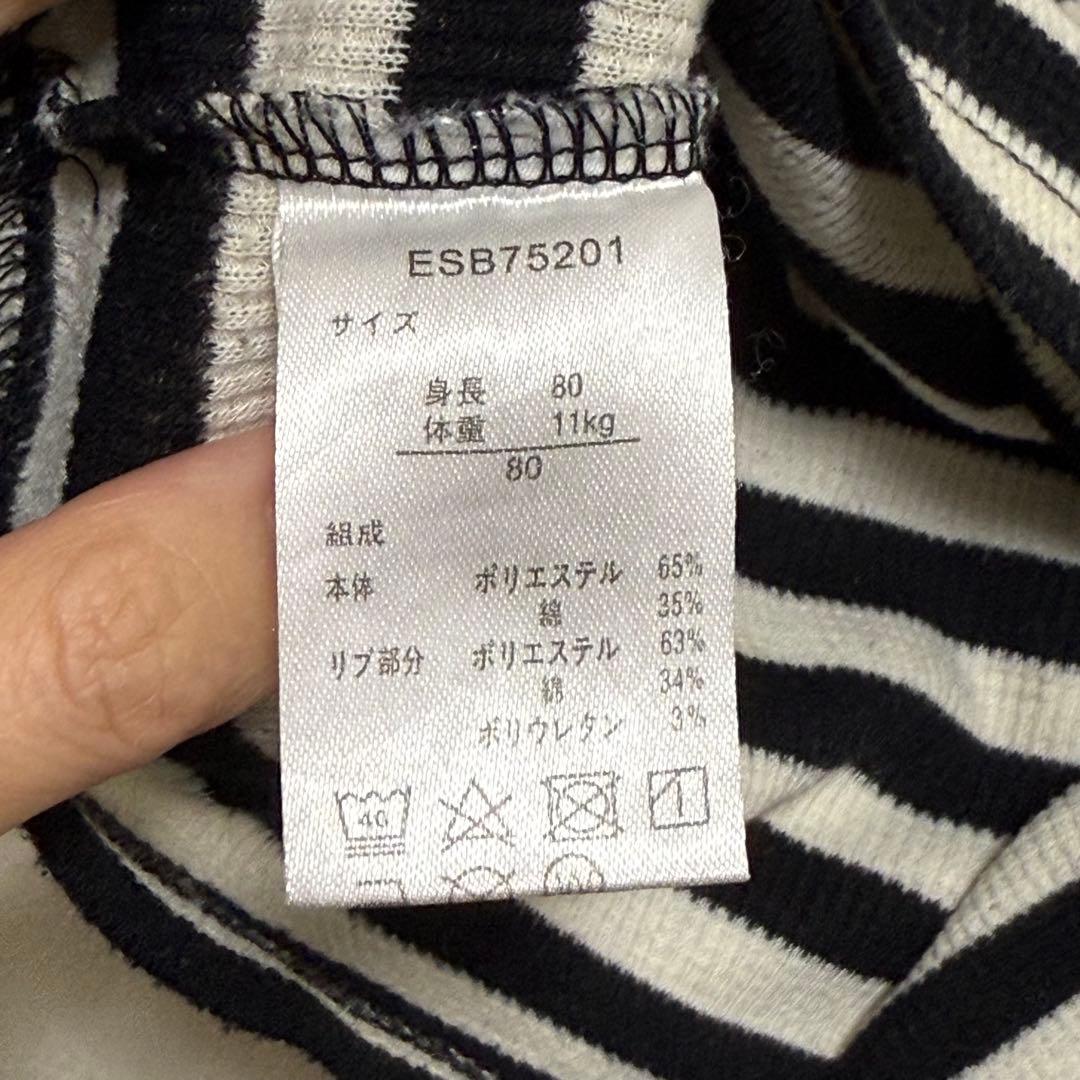 ESB75201
サイズ
身長 80
体重 11kg
80
組成
本体 ポリエステル 65%
綿 35%
リブ部分 ポリエステル 63%
綿 34%
ポリウレタン 3%
40